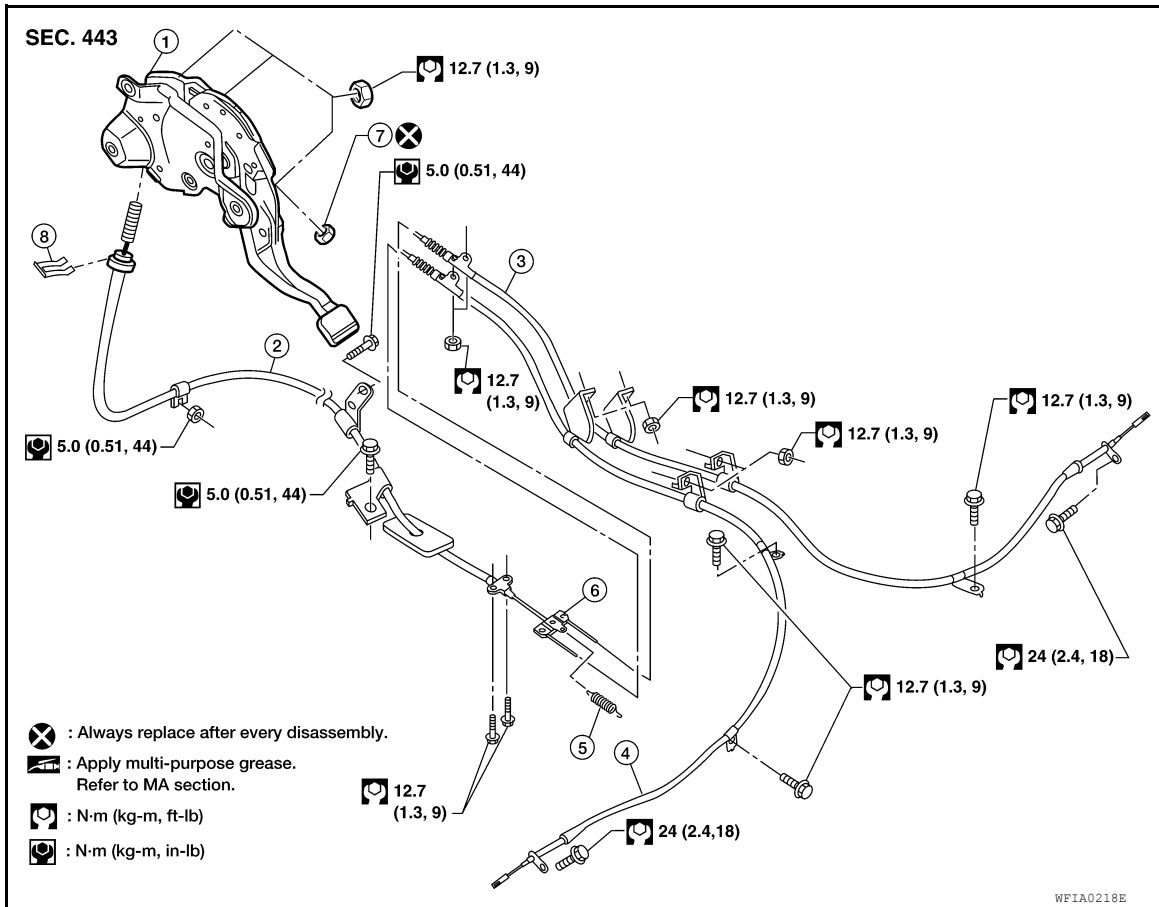 SEC. 443
1
12.7 (1.3, 9)
7
5.0 (0.51, 44)
8
3
2
12.7
(1.3, 9)
12.7 (1.3, 9)
12.7 (1.3, 9)
12.7 (1.3, 9)
5.0 (0.51, 44)
5.0 (0.51, 44)
6
24 (2.4, 18)
12.7 (1.3, 9)
5
4
12.7
(1.3, 9)
24 (2.4,18)
: Always replace after every disassembly.
: Apply multi-purpose grease.
Refer to MA section.
: N·m (kg-m, ft-lb)
: N·m (kg-m, in-lb)
WFIA0218E